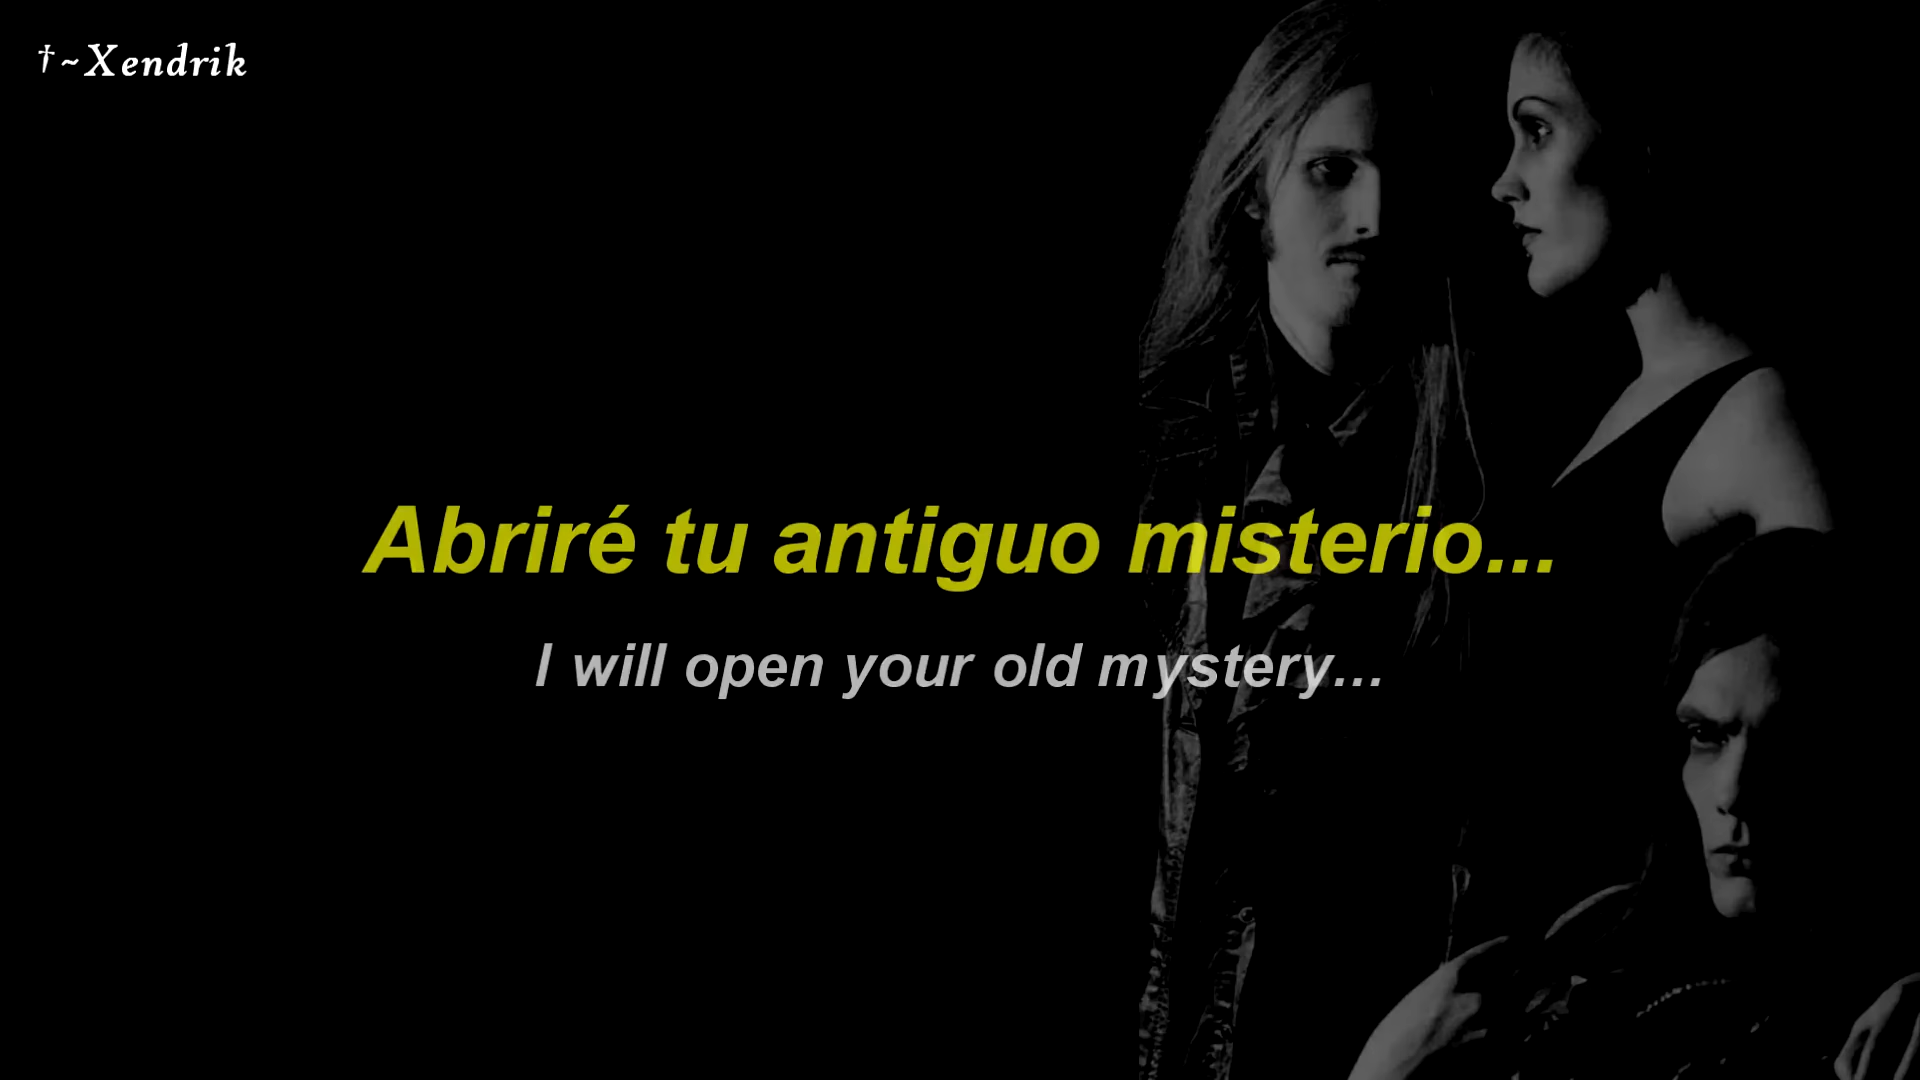 †~Xendrik
Abriré tu antiguo misterio...
I will open your old mystery...